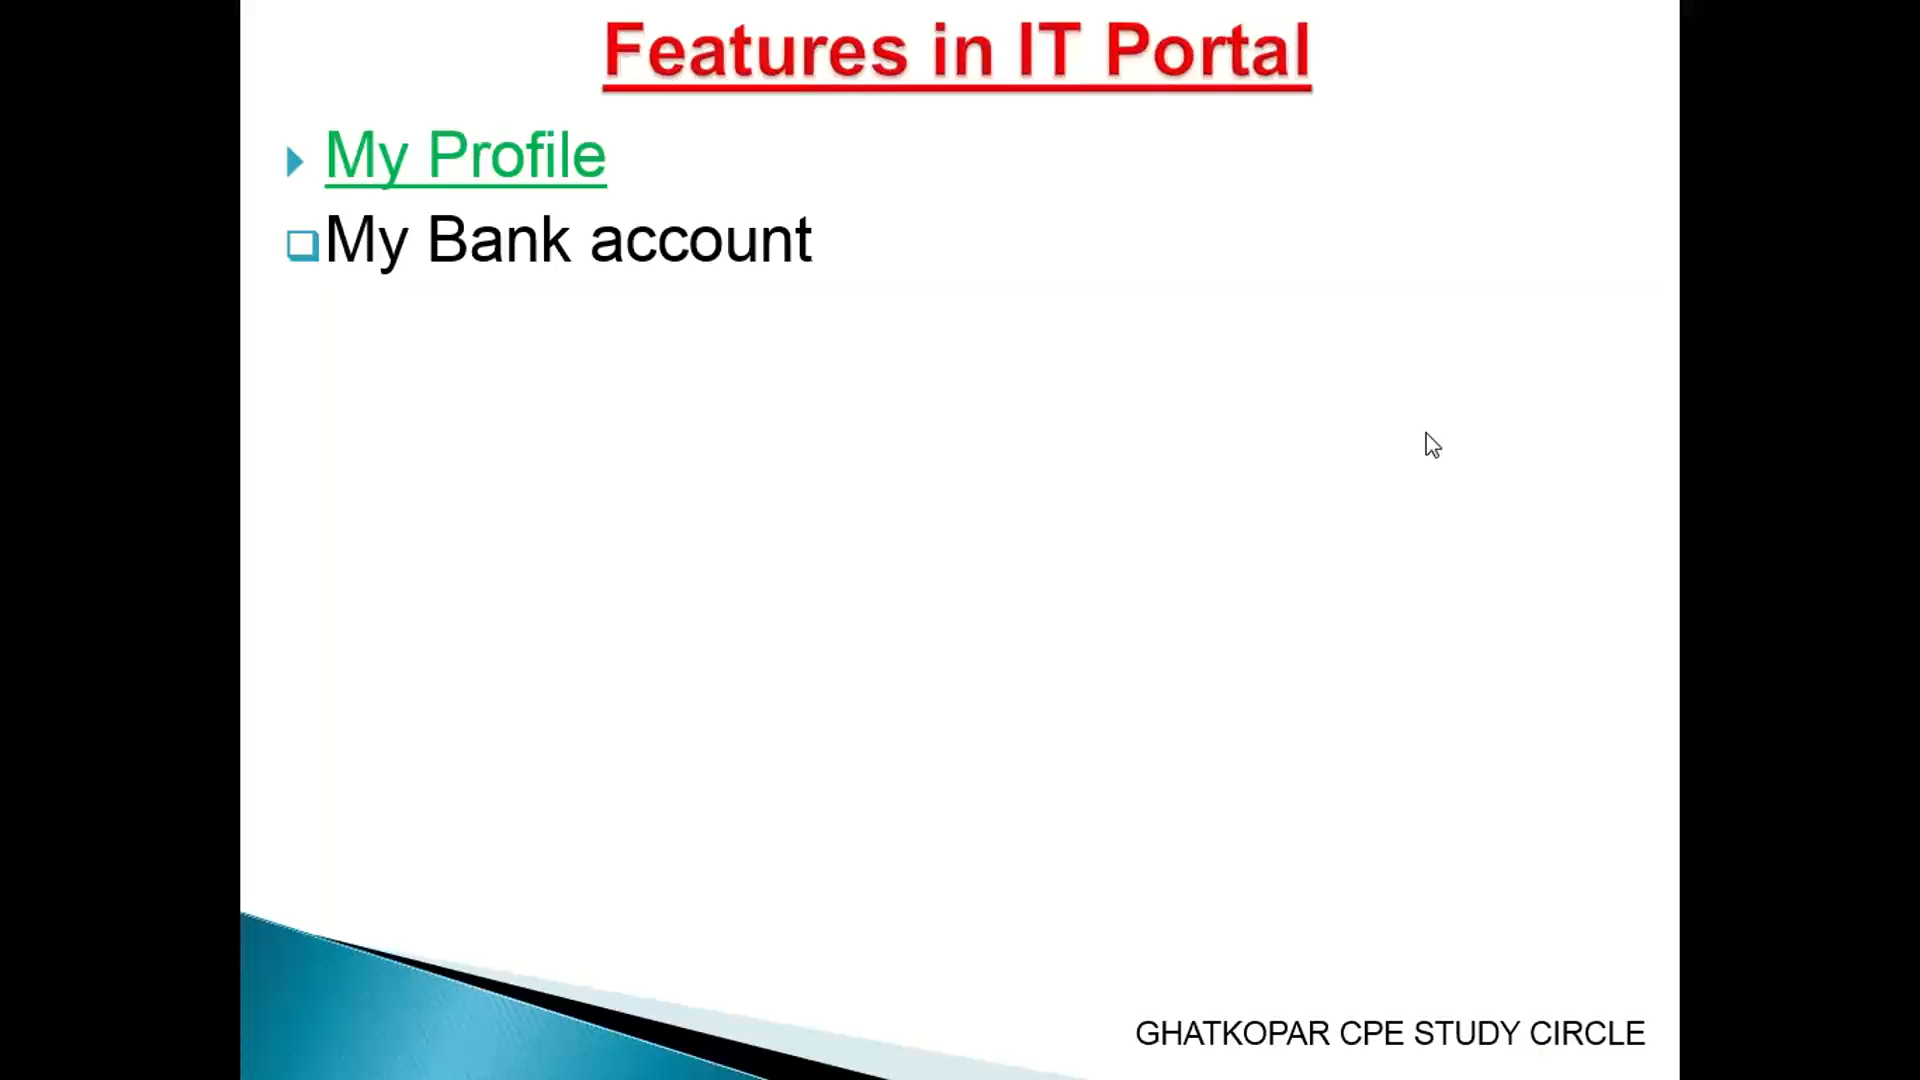 Features in IT Portal
My Profile
My Bank account
GHATKOPAR CPE STUDY CIRCLE